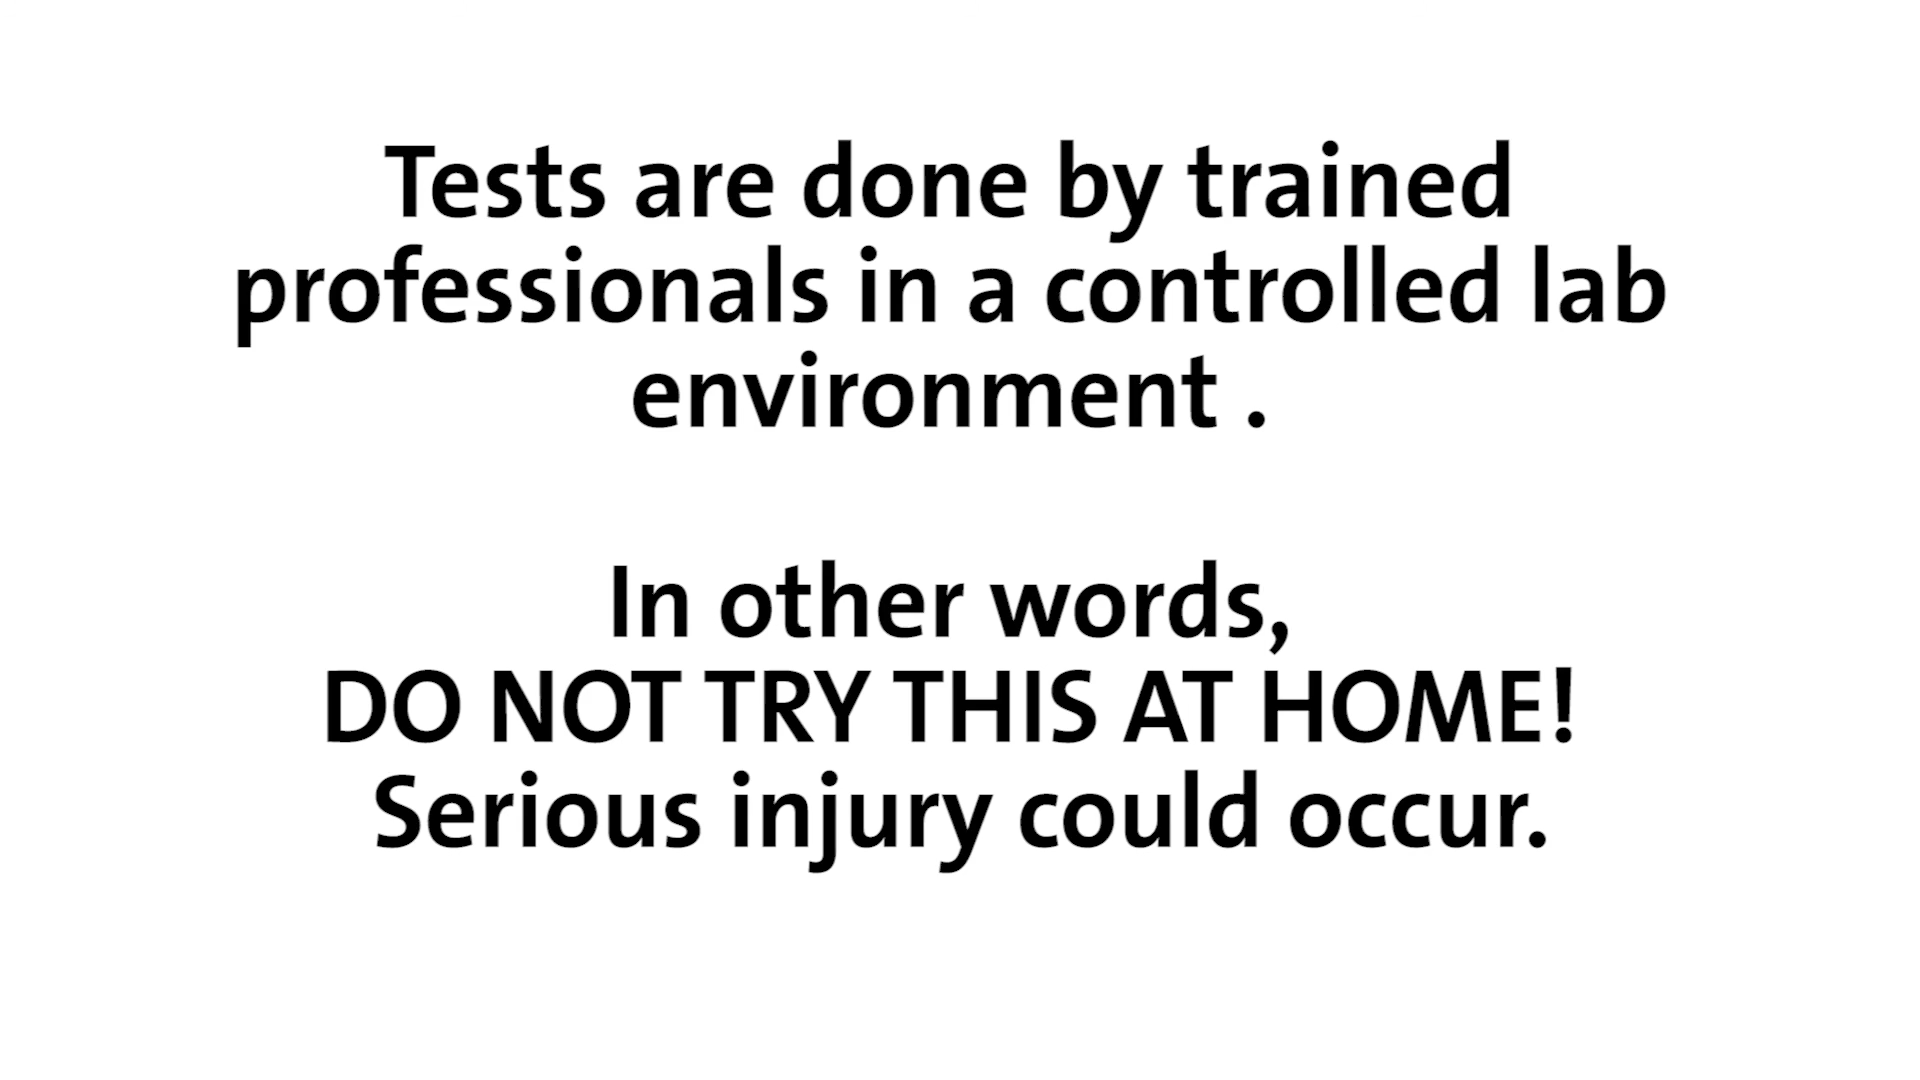 Tests are done by trained
professionals in a controlled lab
environment .
In other words,
DO NOT TRY THIS AT HOME!
Serious injury could occur.